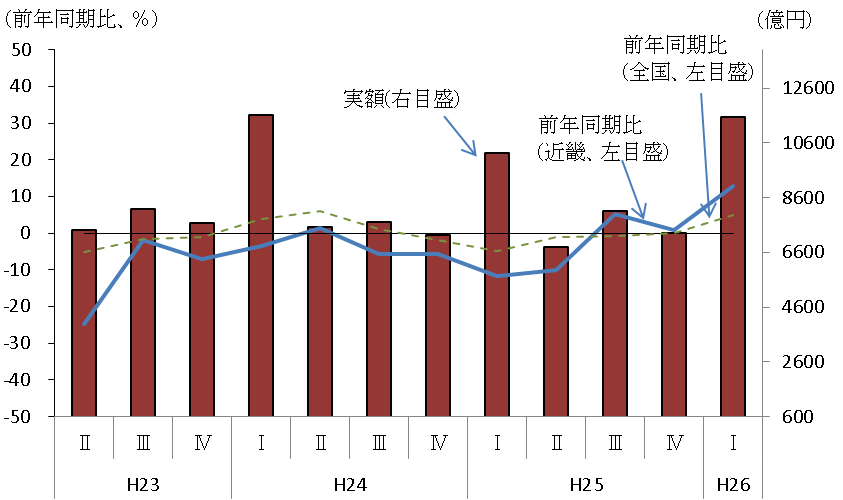 (前年同期比、%)
(億円)
50
40
30
20
10
0
-10
-20
-30
-40
-50
12600
10600
8600
6600
4600
2600
600
実額(右目盛)
前年同期比
(近畿、左目盛)
前年同期比
(全国、左目盛)
Ⅱ Ⅲ Ⅳ Ⅰ Ⅱ Ⅲ Ⅳ Ⅰ Ⅱ Ⅲ Ⅳ Ⅰ
H23 H24 H25 H26